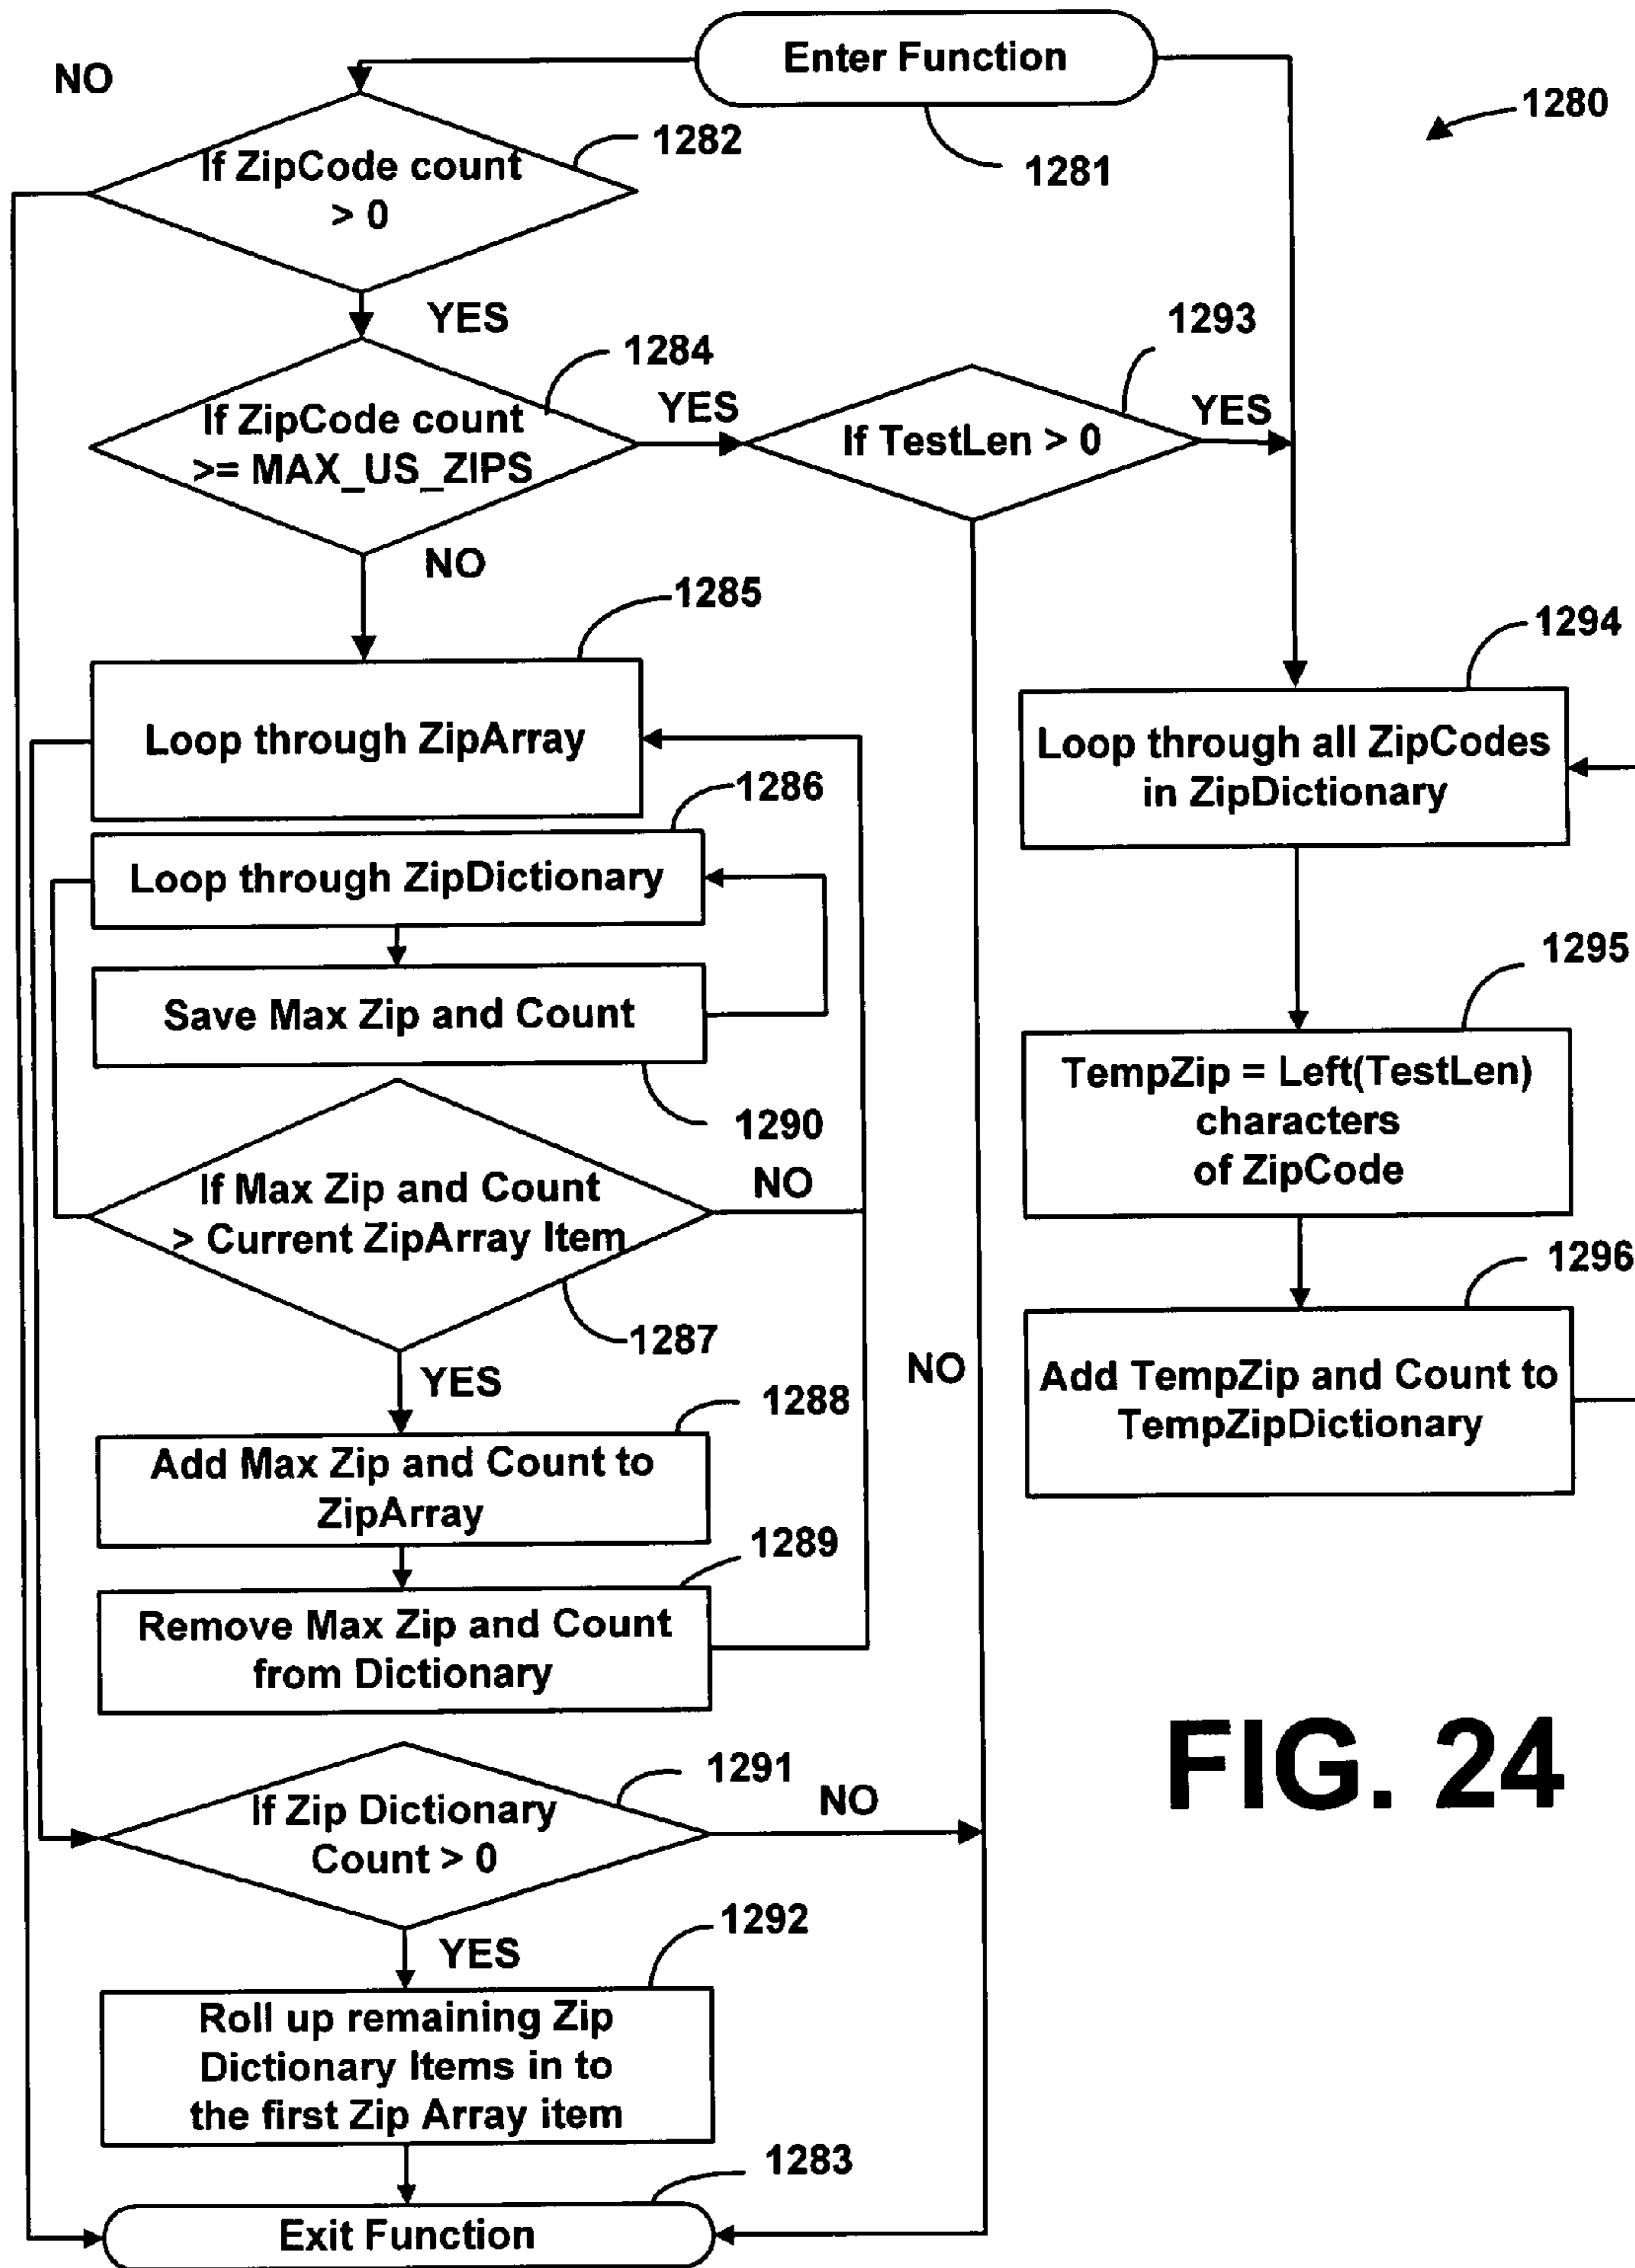 Enter Function
NO
1280
1282
1281
If ZipCode count
> 0
YES
1293
1284
If ZipCode count
>= MAX_US_ZIPS
YES
If TestLen > 0
YES
NO
1285
1294
Loop through ZipArray
Loop through all ZipCodes
in ZipDictionary
1286
Loop through ZipDictionary
1295
Save Max Zip and Count
TempZip = Left(TestLen)
characters
of ZipCode
1290
If Max Zip and Count
> Current ZipArray Item
NO
1296
1287
NO
YES
Add TempZip and Count to
TempZipDictionary
1288
Add Max Zip and Count to
ZipArray
1289
Remove Max Zip and Count
from Dictionary
FIG. 24
1291
If Zip Dictionary
Count > 0
NO
1292
YES
Roll up remaining Zip
Dictionary Items in to
the first Zip Array item
1283
Exit Function